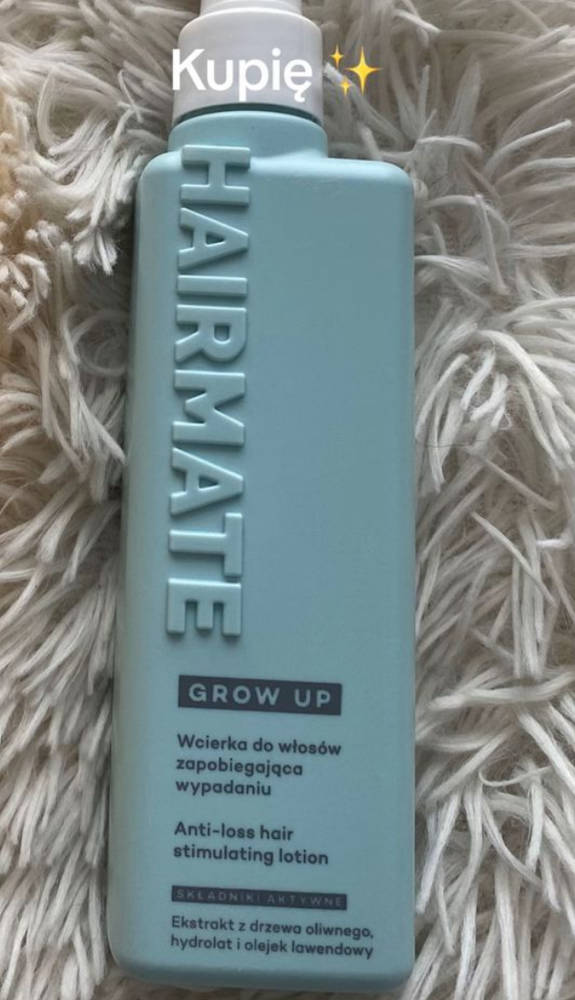 Kupię ✨
HAIRMATE
GROW UP
Wcierka do włosów
zapobiegająca
wypadaniu
Anti-loss hair
stimulating lotion
SKŁADNIKI AKTYWNE
Ekstrakt z drzewa oliwnego,
hydrolat i olejek lawendowy